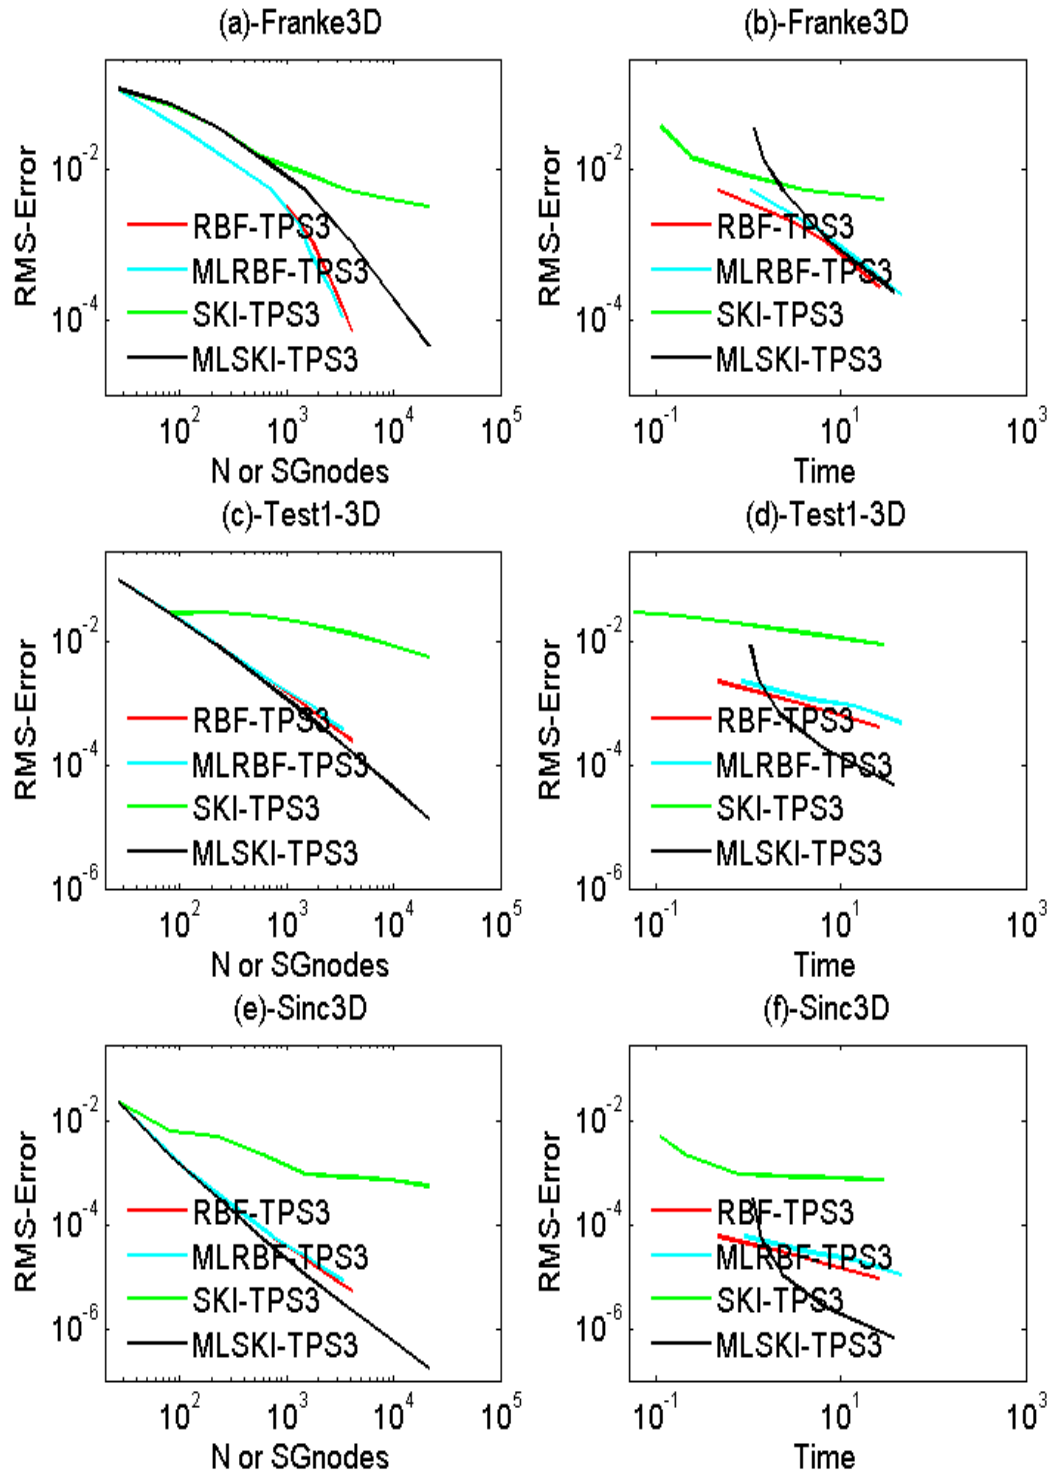 (a)-Franke3D
RMS-Error
10^-2
10^-4
RBF-TPS3
MLRBF-TPS3
SKI-TPS3
MLSKI-TPS3
10^2 10^3 10^4 10^5
N or SGnodes
(b)-Franke3D
RMS-Error
10^-2
10^-4
RBF-TPS3
MLRBF-TPS3
SKI-TPS3
MLSKI-TPS3
10^-1 10^1 10^3
Time
(c)-Test1-3D
RMS-Error
10^-2
10^-4
10^-6
RBF-TPS3
MLRBF-TPS3
SKI-TPS3
MLSKI-TPS3
10^2 10^3 10^4 10^5
N or SGnodes
(d)-Test1-3D
RMS-Error
10^-2
10^-4
10^-6
RBF-TPS3
MLRBF-TPS3
SKI-TPS3
MLSKI-TPS3
10^-1 10^1 10^3
Time
(e)-Sinc3D
RMS-Error
10^-2
10^-4
10^-6
RBF-TPS3
MLRBF-TPS3
SKI-TPS3
MLSKI-TPS3
10^2 10^3 10^4 10^5
N or SGnodes
(f)-Sinc3D
RMS-Error
10^-2
10^-4
10^-6
RBF-TPS3
MLRBF-TPS3
SKI-TPS3
MLSKI-TPS3
10^-1 10^1 10^3
Time